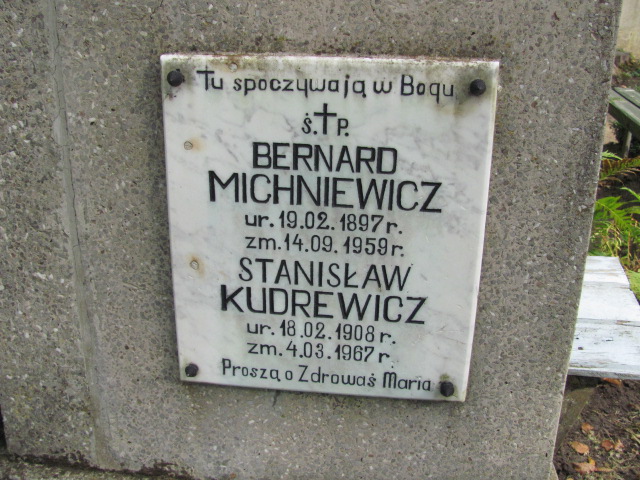 Tu spoczywają w Bogu
Ś.†P.
BERNARD
MICHNIEWICZ
ur. 19.02.1897 r.
zm. 14.09.1959 r.
STANISŁAW
KUDREWICZ
ur. 18.02.1908 r.
zm. 4.03.1967 r.
Proszą o Zdrowaś Maria